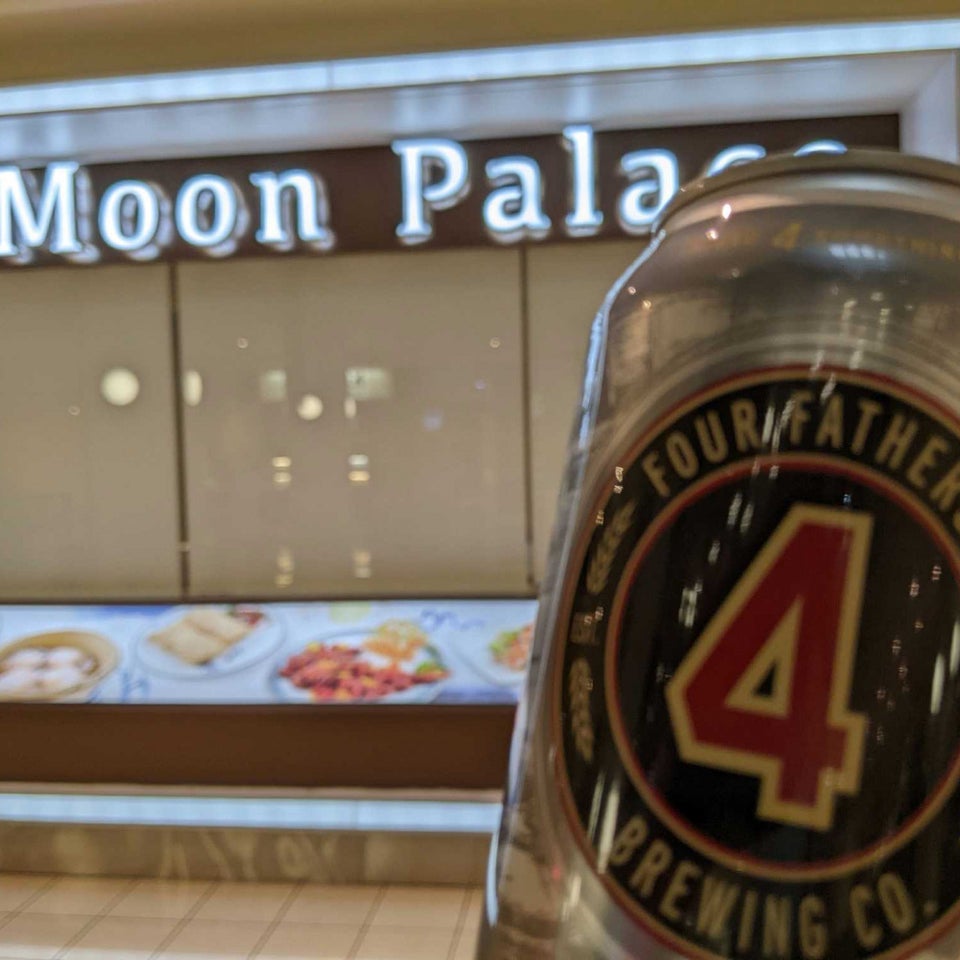 Moon Palace
FOUR FATHERS
4
BREWING CO.